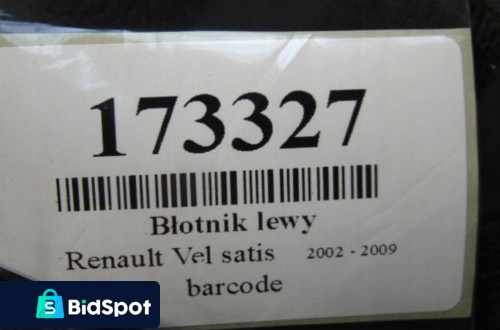 173327
Błotnik lewy
Renault Vel satis 2002 - 2009
barcode
BidSpot